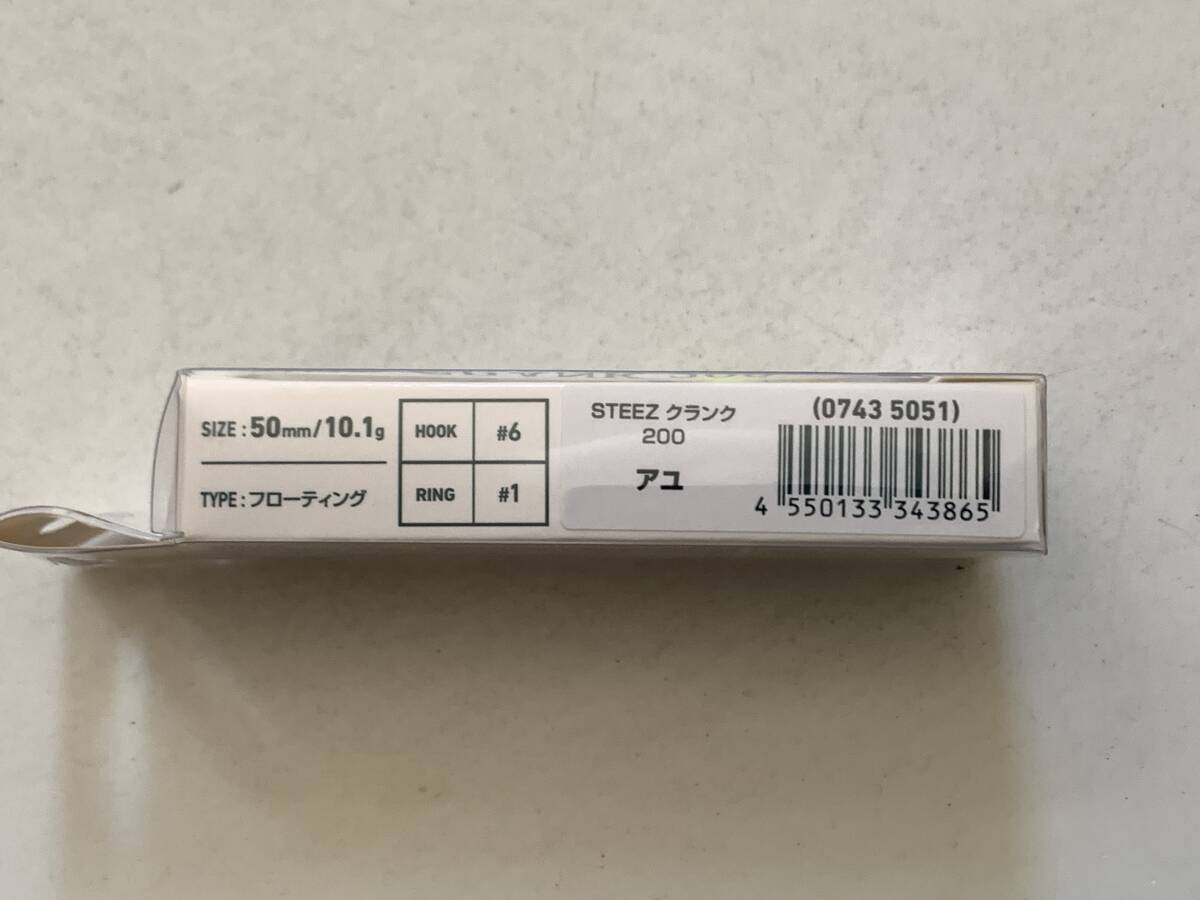 SIZE : 50mm/10.1g
TYPE : フローティング
HOOK #6
RING #1
STEEZ クランク
200
アユ
(0743 5051)
4 550133 343865